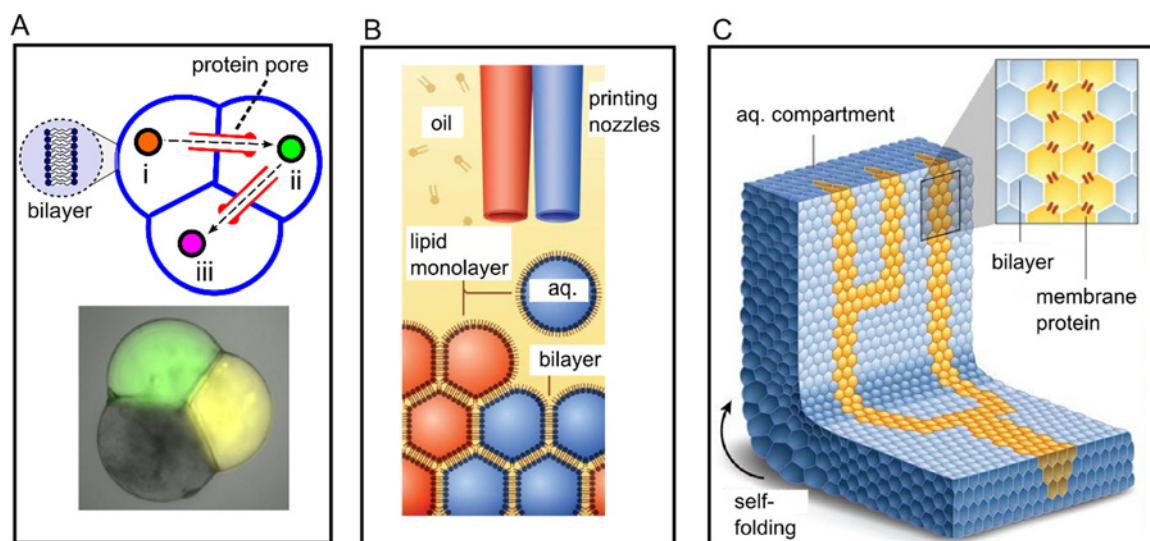 A
protein pore
i
ii
bilayer
iii
B
oil
printing
nozzles
lipid
monolayer
aq.
bilayer
C
aq. compartment
bilayer
membrane
protein
self-
folding